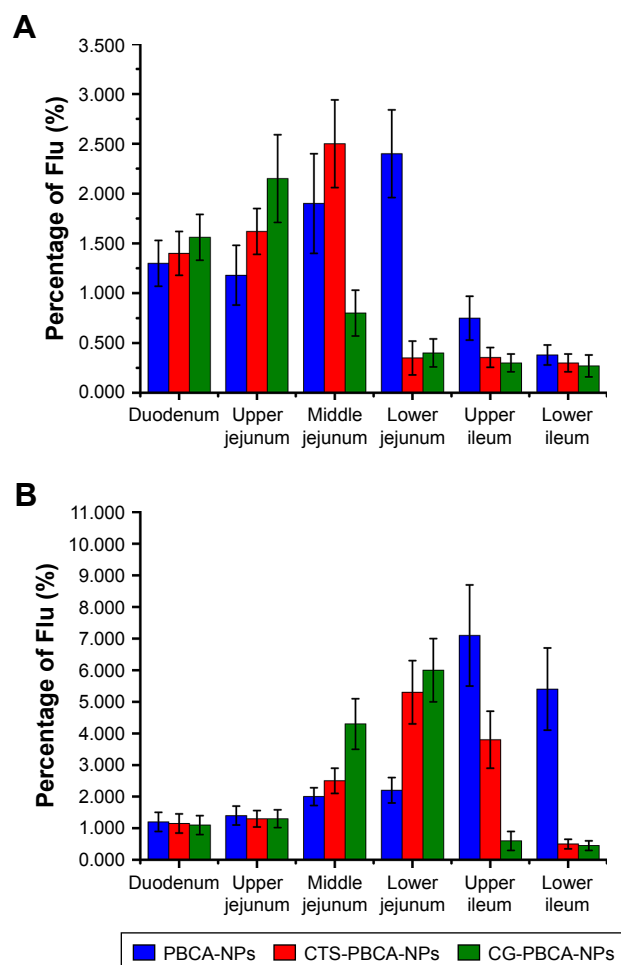 A
Percentage of Flu (%)
3.500
3.000
2.500
2.000
1.500
1.000
0.500
0.000
Duodenum Upper jejunum Middle jejunum Lower jejunum Upper ileum Lower ileum
B
Percentage of Flu (%)
11.000
10.000
9.000
8.000
7.000
6.000
5.000
4.000
3.000
2.000
1.000
0.000
Duodenum Upper jejunum Middle jejunum Lower jejunum Upper ileum Lower ileum
PBCA-NPs CTS-PBCA-NPs CG-PBCA-NPs